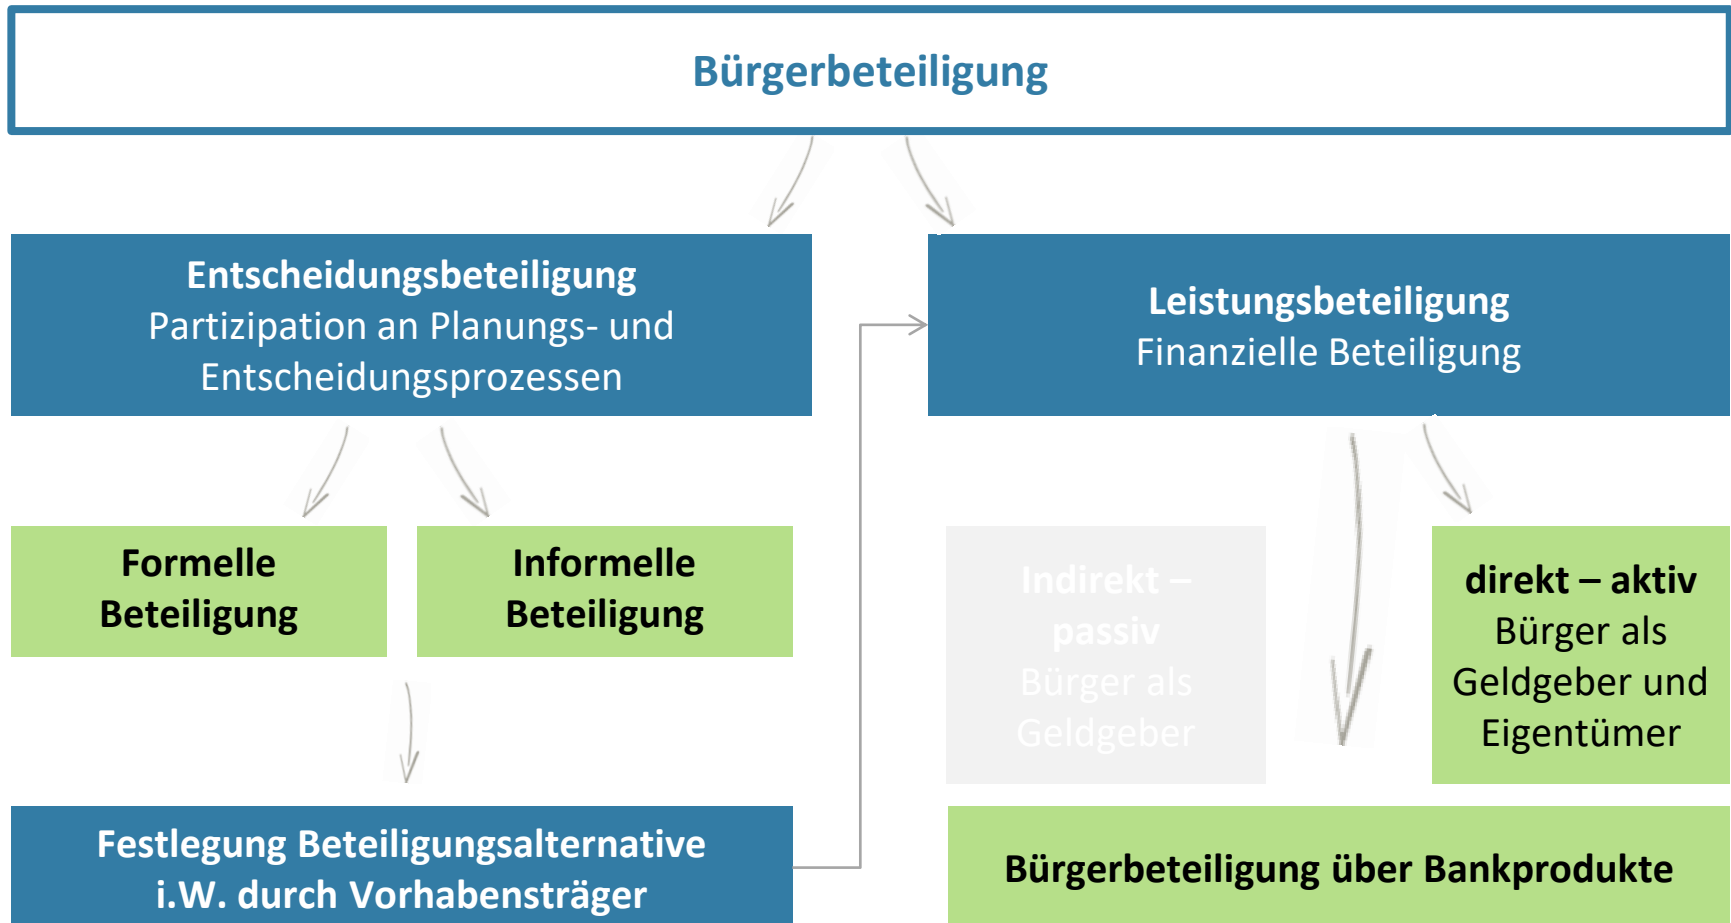 Bürgerbeteiligung
Entscheidungsbeteiligung
Partizipation an Planungs- und
Entscheidungsprozessen
Leistungsbeteiligung
Finanzielle Beteiligung
Formelle
Beteiligung
Informelle
Beteiligung
Indirekt –
passiv
Bürger als
Geldgeber
direkt – aktiv
Bürger als
Geldgeber und
Eigentümer
Festlegung Beteiligungsalternative
i.W. durch Vorhabensträger
Bürgerbeteiligung über Bankprodukte